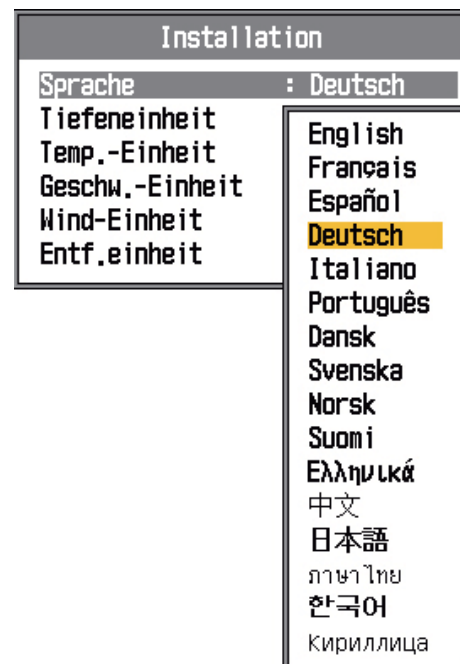 Installation
Sprache : Deutsch
Tiefeneinheit
Temp.-Einheit
Geschw.-Einheit
Wind-Einheit
Entf.einheit
English
Français
Español
Deutsch
Italiano
Português
Dansk
Svenska
Norsk
Suomi
Ελληνικά
中文
日本語
ภาษาไทย
한국어
Кириллица